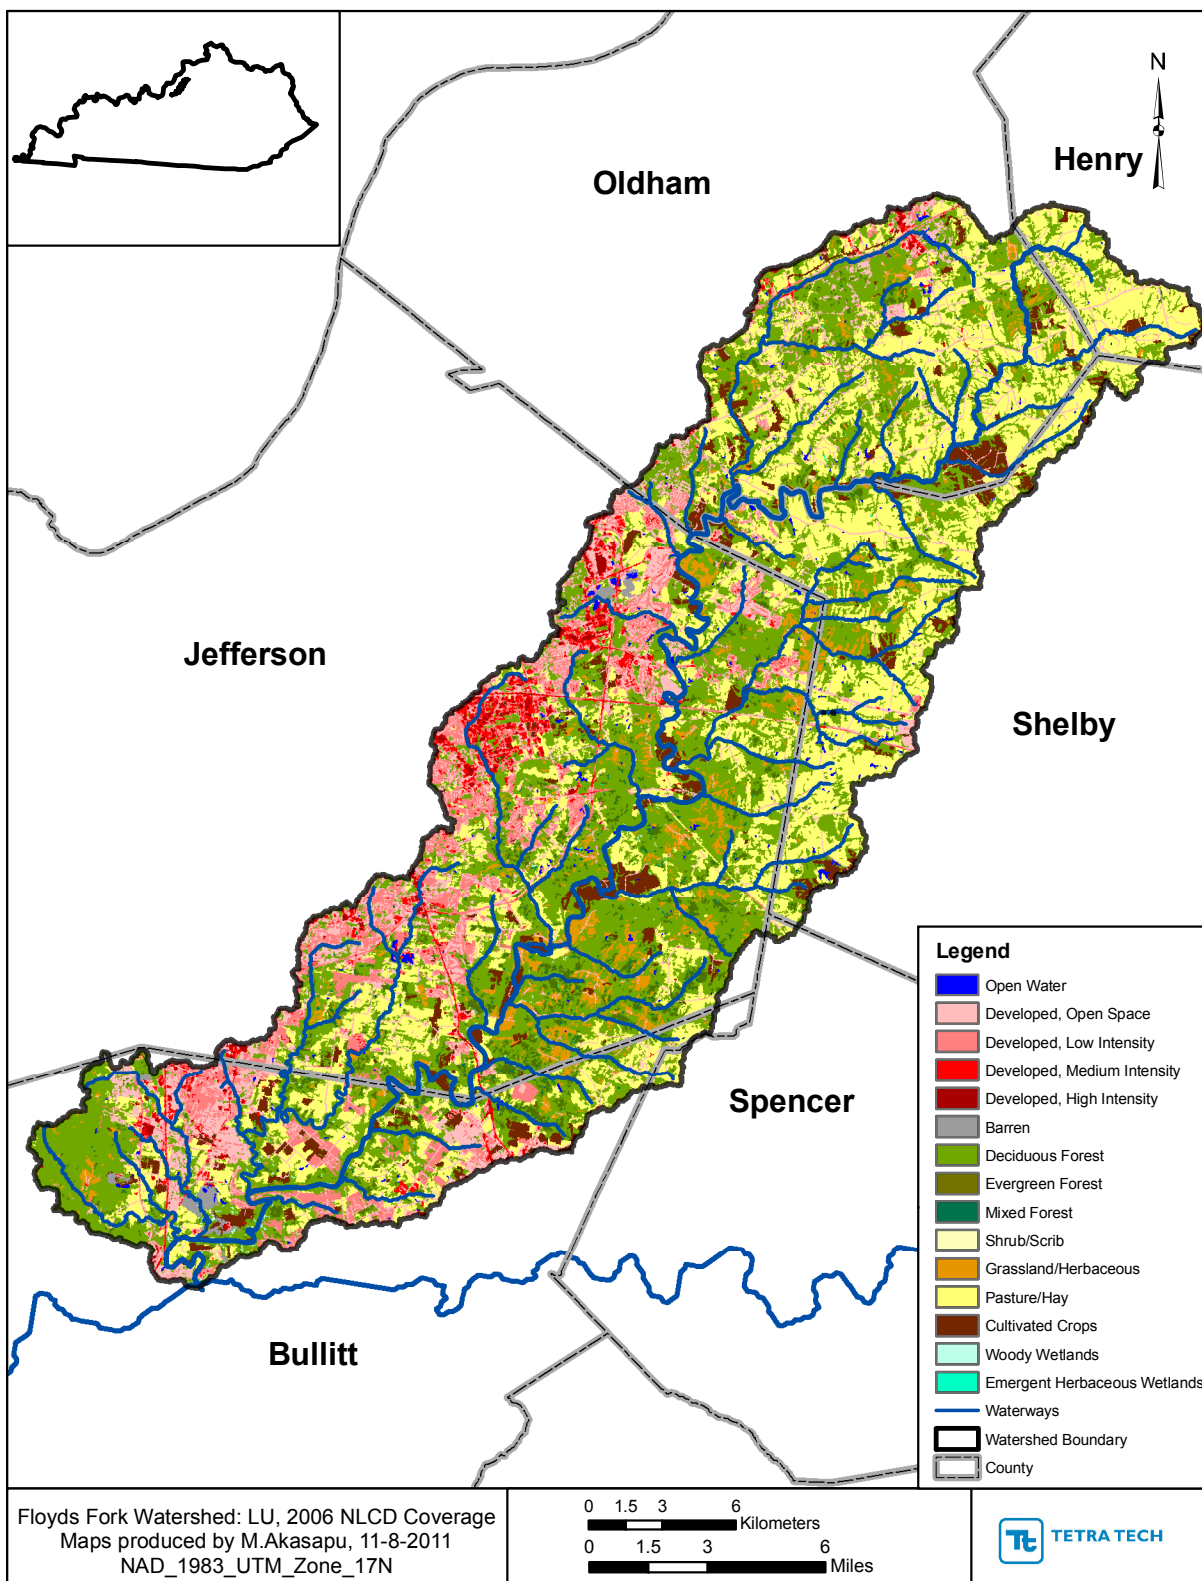 N
Henry
Oldham
Jefferson
Shelby
Spencer
Bullitt
Legend
Open Water
Developed, Open Space
Developed, Low Intensity
Developed, Medium Intensity
Developed, High Intensity
Barren
Deciduous Forest
Evergreen Forest
Mixed Forest
Shrub/Scrib
Grassland/Herbaceous
Pasture/Hay
Cultivated Crops
Woody Wetlands
Emergent Herbaceous Wetlands
Waterways
Watershed Boundary
County
Floyds Fork Watershed: LU, 2006 NLCD Coverage
Maps produced by M.Akasapu, 11-8-2011
NAD_1983_UTM_Zone_17N
0 1.5 3 6
Kilometers
0 1.5 3 6
Miles
Tt TETRA TECH